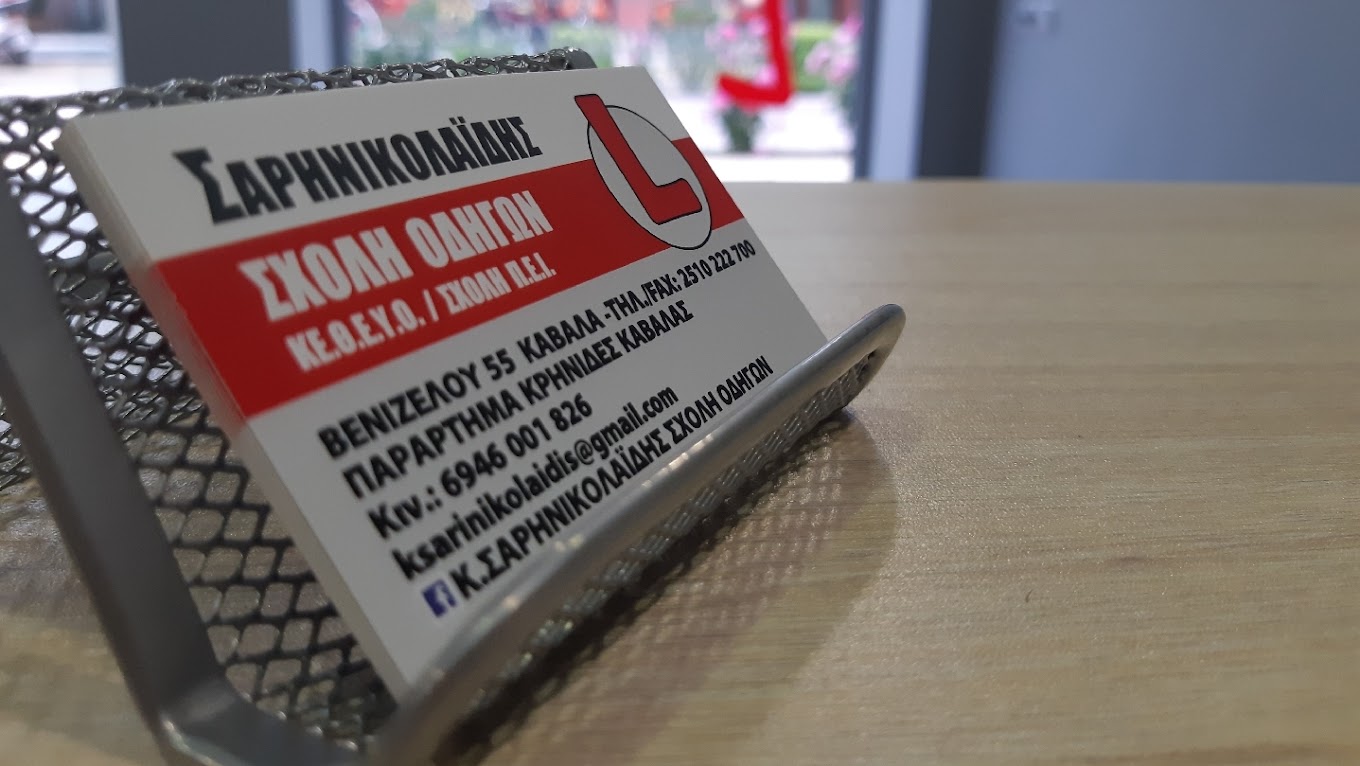 ΣΑΡΗΝΙΚΟΛΑΪΔΗΣ
L
ΣΧΟΛΗ ΟΔΗΓΩΝ
ΚΕ.Θ.Ε.Υ.Ο. / ΣΧΟΛΗ Π.Ε.Ι.
ΒΕΝΙΖΕΛΟΥ 55 ΚΑΒΑΛΑ -ΤΗΛ./FAX: 2510 222 700
ΠΑΡΑΡΤΗΜΑ ΚΡΗΝΙΔΕΣ ΚΑΒΑΛΑΣ
Κιν.: 6946 001 826
ksarinikolaidis@gmail.com
Κ.ΣΑΡΗΝΙΚΟΛΑΪΔΗΣ ΣΧΟΛΗ ΟΔΗΓΩΝ